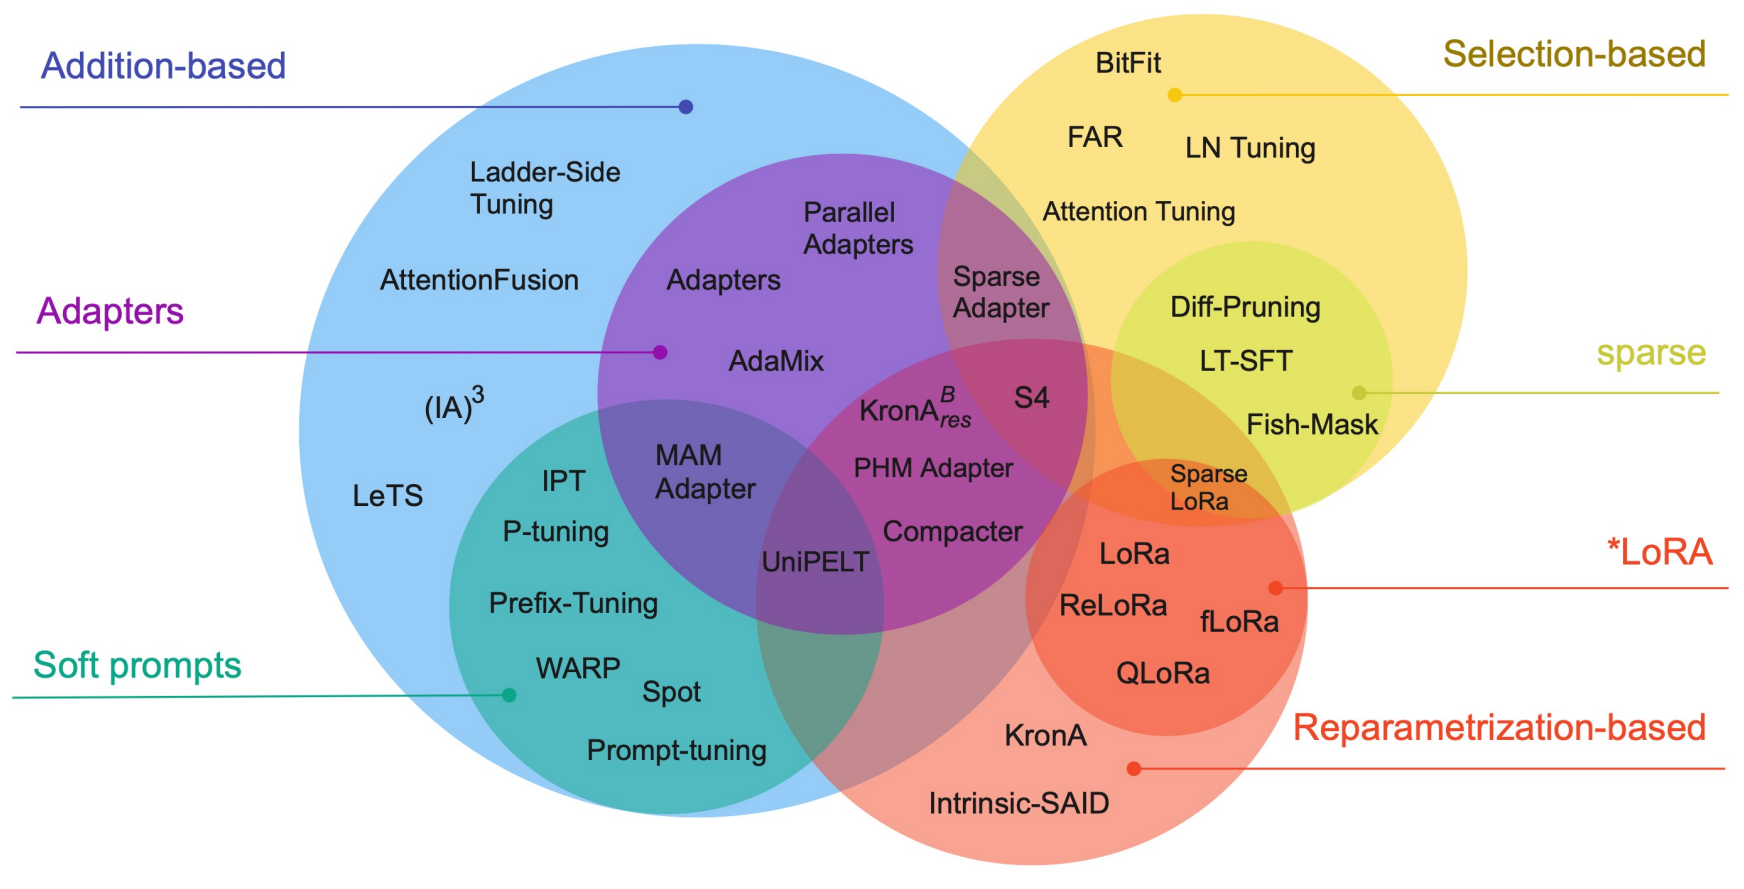 Addition-based
Selection-based
BitFit
FAR
LN Tuning
Ladder-Side
Tuning
Attention Tuning
Parallel
Adapters
AttentionFusion
Adapters
Sparse
Adapter
Diff-Pruning
Adapters
AdaMix
LT-SFT
sparse
(IA)³
KronA^B_res
S4
Fish-Mask
MAM
Adapter
PHM Adapter
Sparse
LoRa
IPT
LeTS
P-tuning
Compacter
UniPELT
LoRa
*LoRA
Prefix-Tuning
ReLoRa
fLoRa
Soft prompts
WARP
Spot
QLoRa
Prompt-tuning
KronA
Reparametrization-based
Intrinsic-SAID